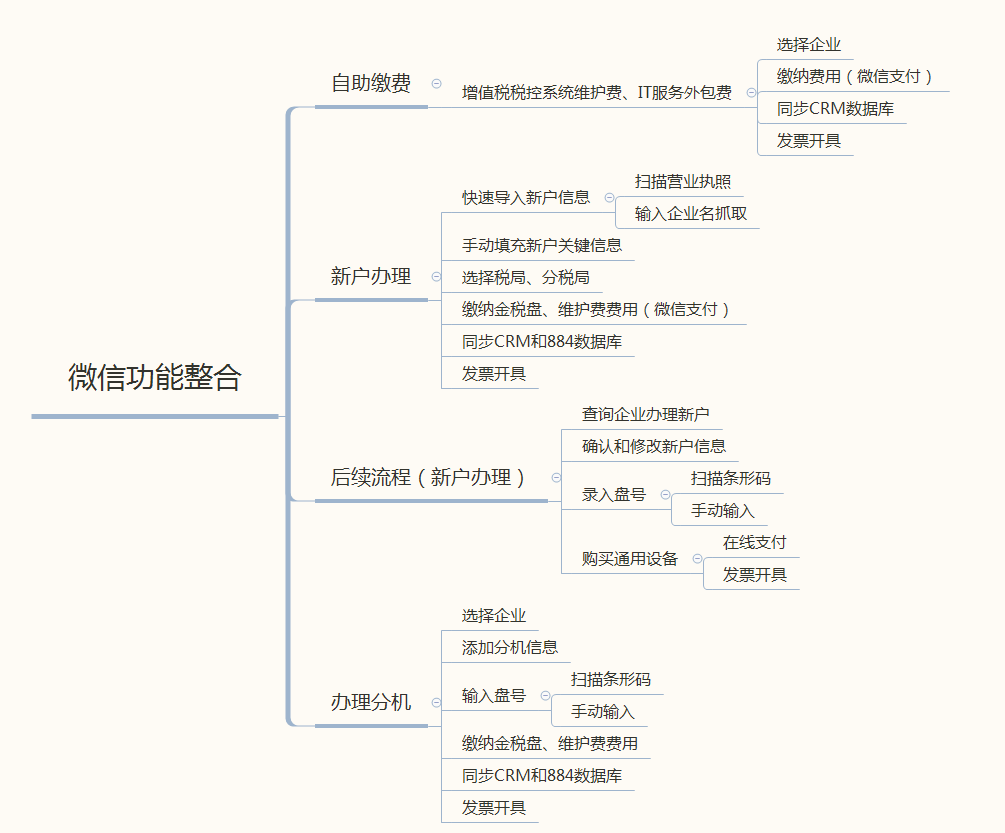 微信功能整合
自助缴费
增值税税控系统维护费、IT服务外包费
选择企业
缴纳费用（微信支付）
同步CRM数据库
发票开具
新户办理
快速导入新户信息
扫描营业执照
输入企业名抓取
手动填充新户关键信息
选择税局、分税局
缴纳金税盘、维护费费用（微信支付）
同步CRM和884数据库
发票开具
后续流程（新户办理）
查询企业办理新户
确认和修改新户信息
录入盘号
扫描条形码
手动输入
购买通用设备
在线支付
发票开具
办理分机
选择企业
添加分机信息
输入盘号
扫描条形码
手动输入
缴纳金税盘、维护费费用
同步CRM和884数据库
发票开具